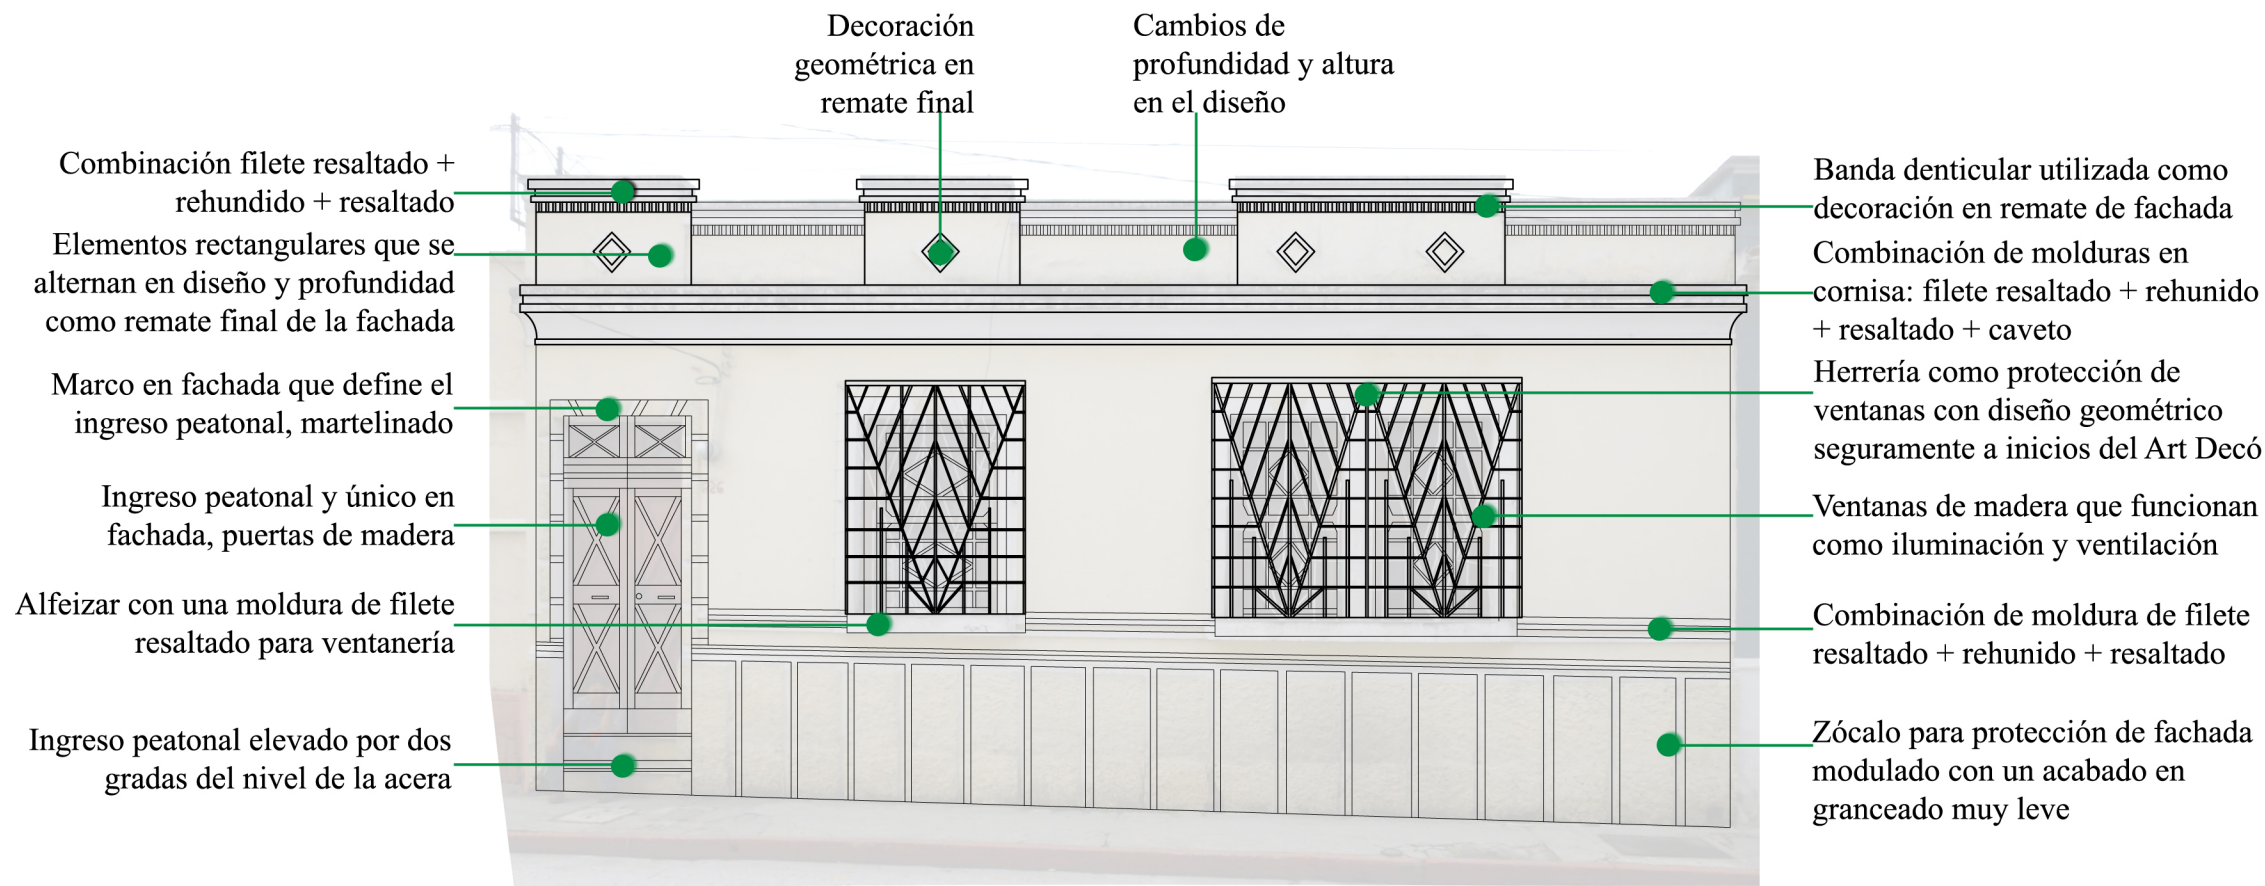 Decoración
geométrica en
remate final
Cambios de
profundidad y altura
en el diseño
Combinación filete resaltado +
rehundido + resaltado
Elementos rectangulares que se
alternan en diseño y profundidad
como remate final de la fachada
Marco en fachada que define el
ingreso peatonal, martelinado
Ingreso peatonal y único en
fachada, puertas de madera
Alfeizar con una moldura de filete
resaltado para ventanería
Ingreso peatonal elevado por dos
gradas del nivel de la acera
Banda denticular utilizada como
decoración en remate de fachada
Combinación de molduras en
cornisa: filete resaltado + rehunido
+ resaltado + caveto
Herrería como protección de
ventanas con diseño geométrico
seguramente a inicios del Art Decó
Ventanas de madera que funcionan
como iluminación y ventilación
Combinación de moldura de filete
resaltado + rehunido + resaltado
Zócalo para protección de fachada
modulado con un acabado en
granceado muy leve